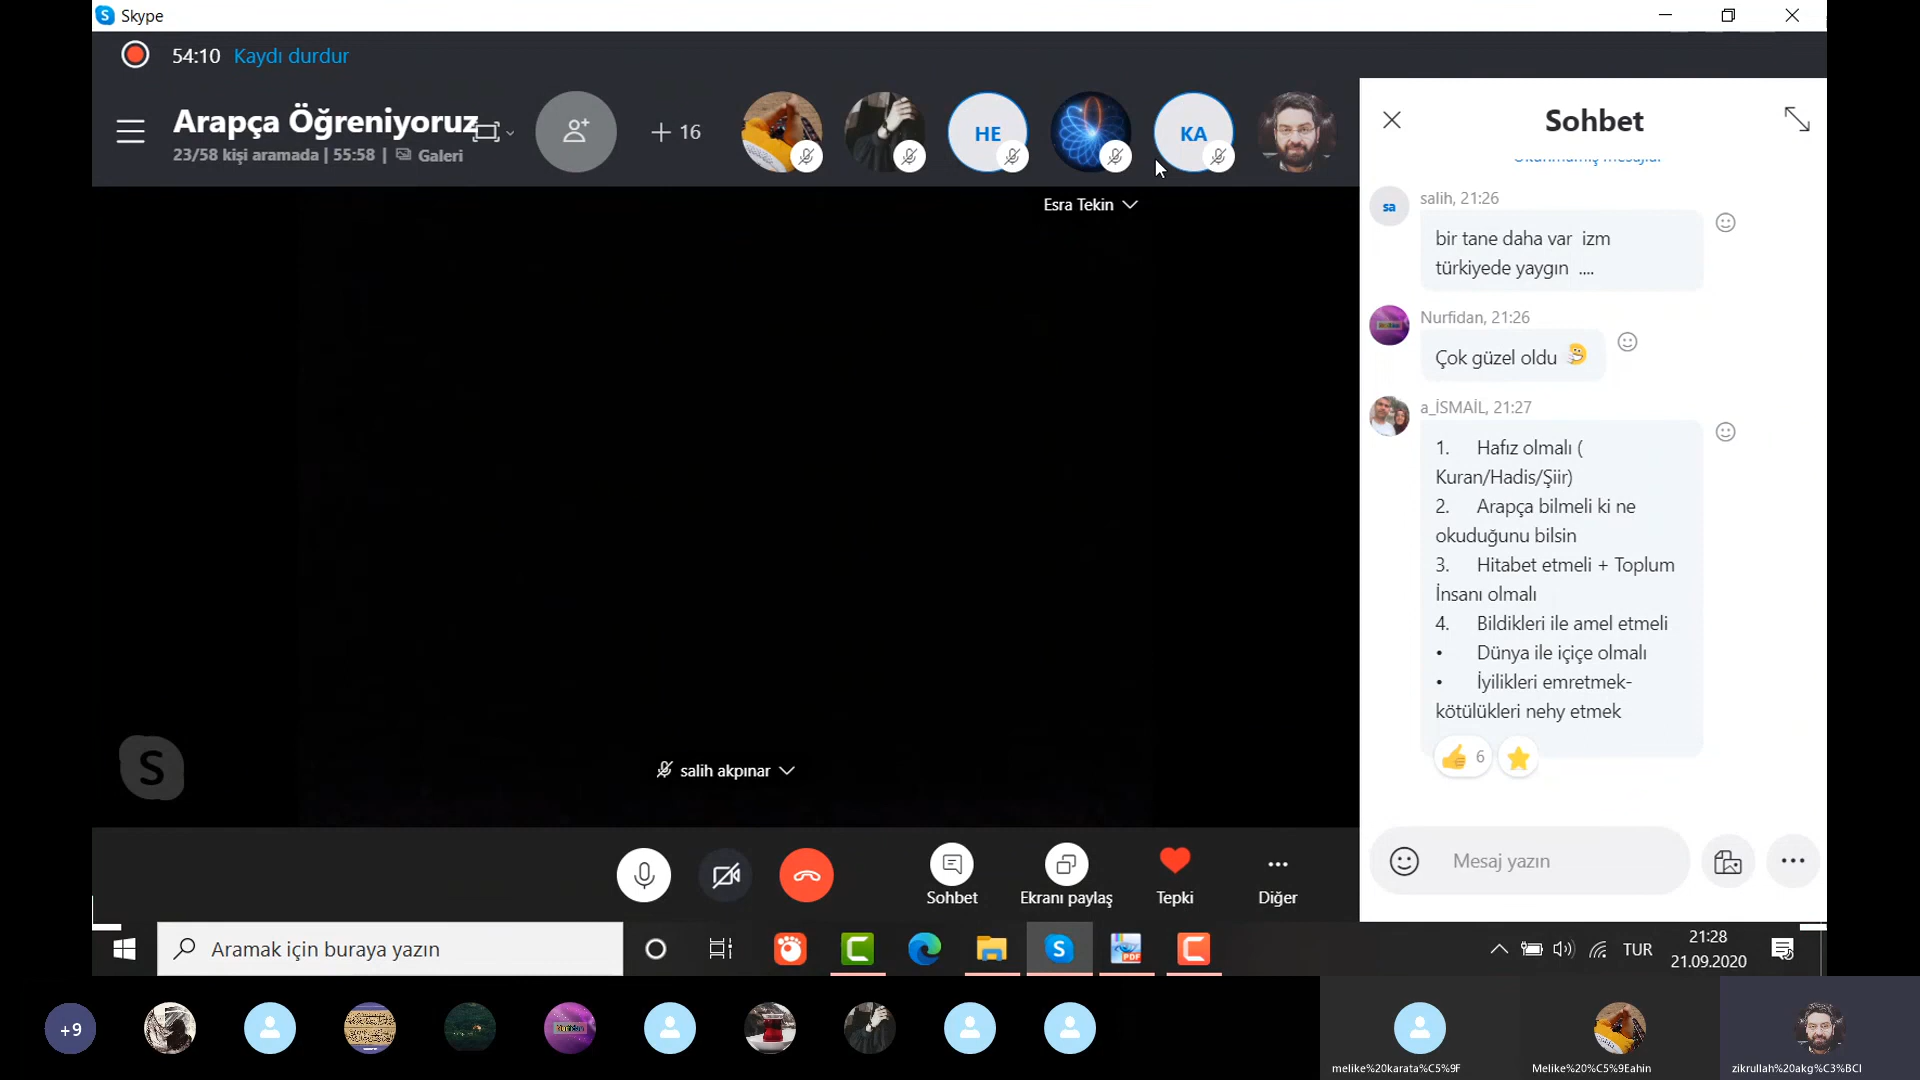 Skype
54:10 Kaydı durdur
Arapça Öğreniyoruz
23/58 kişi aramada | 55:58 | Galeri
+ 16
HE
KA
Esra Tekin
salih akpınar
Sohbet
Okunmamış mesajlar
sa
salih, 21:26
bir tane daha var izm
türkiyede yaygın ....
Nurfidan, 21:26
Çok güzel oldu
a_İSMAİL, 21:27
1. Hafız olmalı (
Kuran/Hadis/Şiir)
2. Arapça bilmeli ki ne
okuduğunu bilsin
3. Hitabet etmeli + Toplum
İnsanı olmalı
4. Bildikleri ile amel etmeli
• Dünya ile içiçe olmalı
• İyilikleri emretmek-
kötülükleri nehy etmek
6
Mesaj yazın
Sohbet
Ekranı paylaş
Tepki
Diğer
Aramak için buraya yazın
PDF
TUR
21:28
21.09.2020
+9
melike%20karata%C5%9F
Melike%20%C5%9Eahin
zikrullah%20akg%C3%BCl